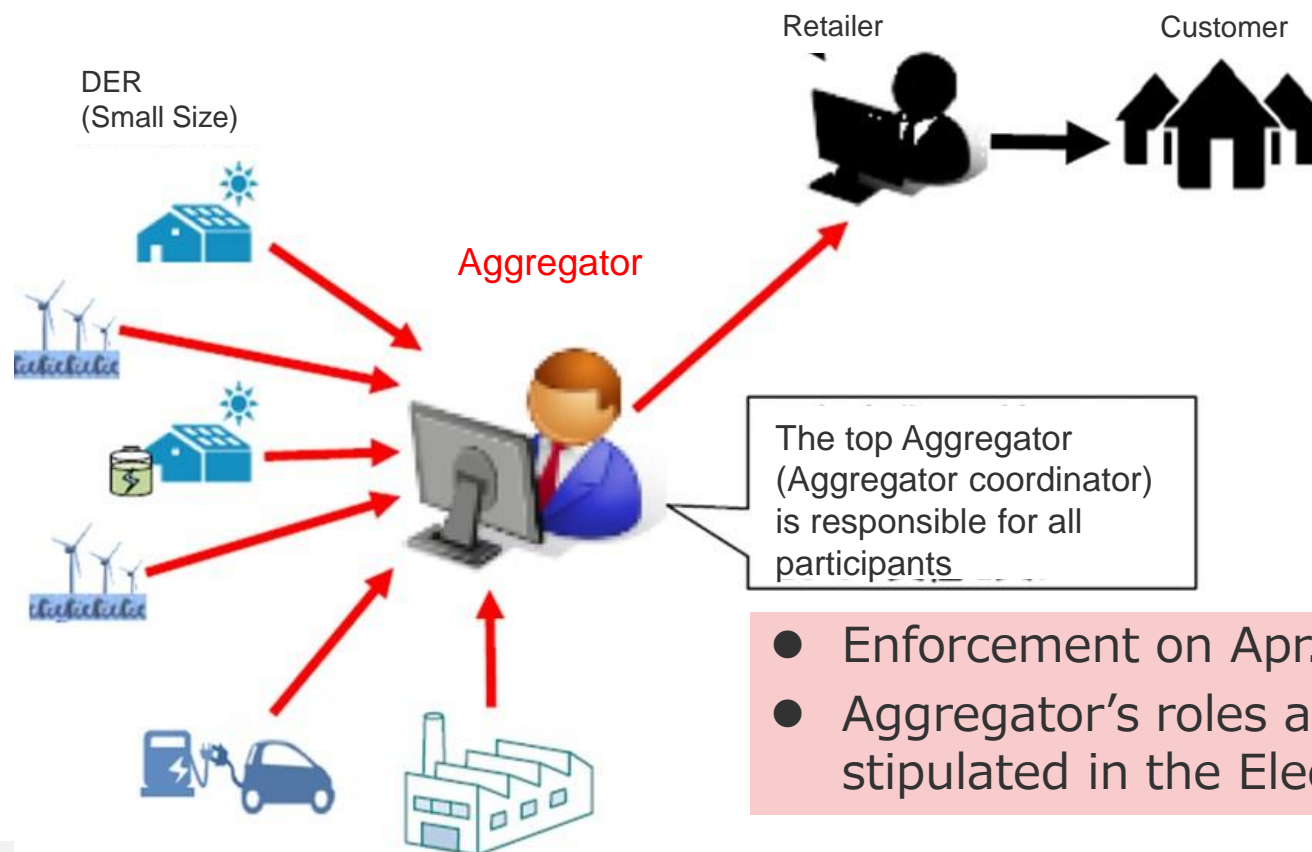 Retailer
Customer
DER
(Small Size)
Aggregator
The top Aggregator
(Aggregator coordinator)
is responsible for all
participants
● Enforcement on Apr.
● Aggregator’s roles a
stipulated in the Elec